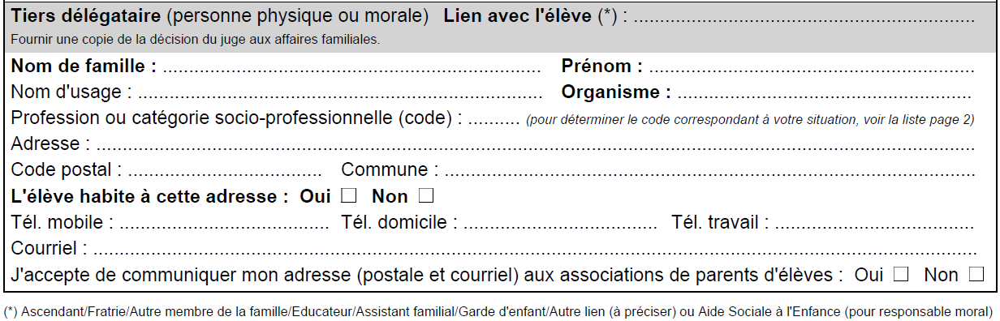 Tiers délégataire (personne physique ou morale) Lien avec l'élève (*) : ................................................................
Fournir une copie de la décision du juge aux affaires familiales.
Nom de famille : ........................................................................ Prénom : ..............................................................
Nom d'usage : ............................................................................. Organisme : ........................................................
Profession ou catégorie socio-professionnelle (code) : .......... (pour déterminer le code correspondant à votre situation, voir la liste page 2)
Adresse : ......................................................................................................................................................................
Code postal : ..................................... Commune : ....................................................................................................
L'élève habite à cette adresse : Oui ☐ Non ☐
Tél. mobile : ........................................ Tél. domicile : ..................................... Tél. travail : ......................................
Courriel : .......................................................................................................................................................................
J'accepte de communiquer mon adresse (postale et courriel) aux associations de parents d'élèves : Oui ☐ Non ☐
(*) Ascendant/Fratrie/Autre membre de la famille/Educateur/Assistant familial/Garde d'enfant/Autre lien (à préciser) ou Aide Sociale à l'Enfance (pour responsable moral)